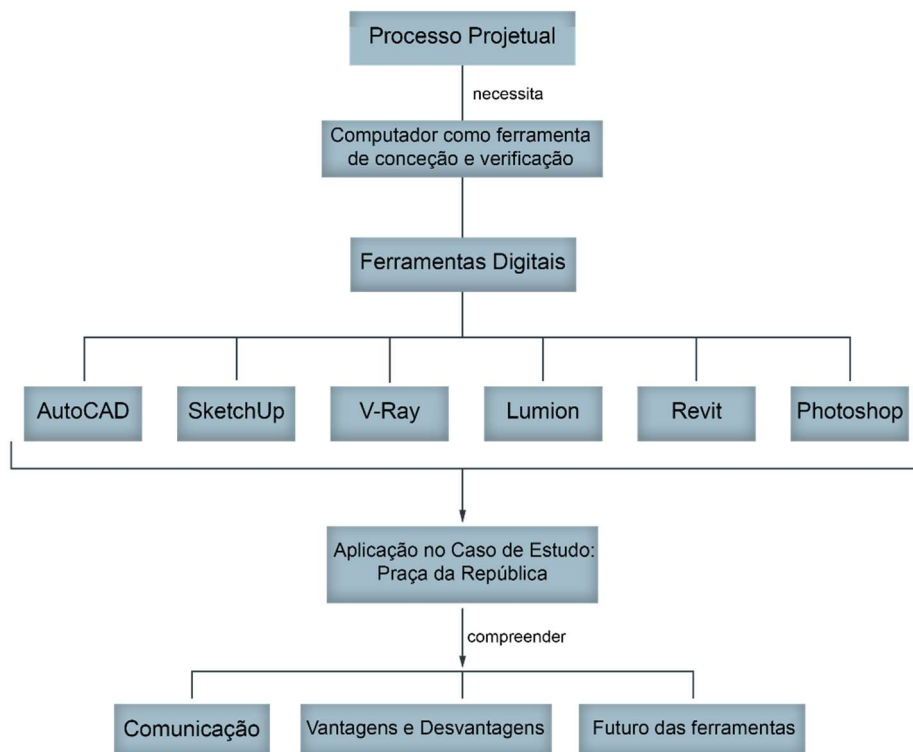 Processo Projetual
necessita
Computador como ferramenta
de conceção e verificação
Ferramentas Digitais
AutoCAD
SketchUp
V-Ray
Lumion
Revit
Photoshop
Aplicação no Caso de Estudo:
Praça da República
compreender
Comunicação
Vantagens e Desvantagens
Futuro das ferramentas